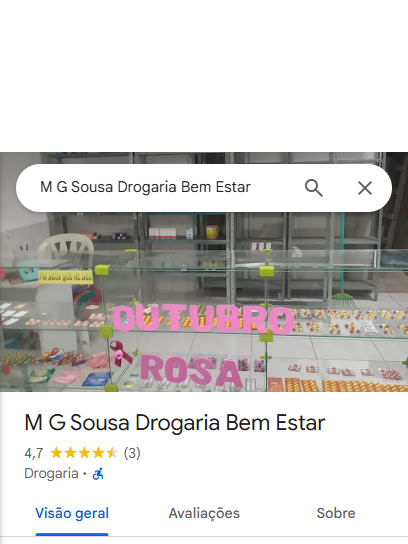 M G Sousa Drogaria Bem Estar
OUTUBRO
ROSA
M G Sousa Drogaria Bem Estar
4,7 (3)
Drogaria ·
Visão geral Avaliações Sobre